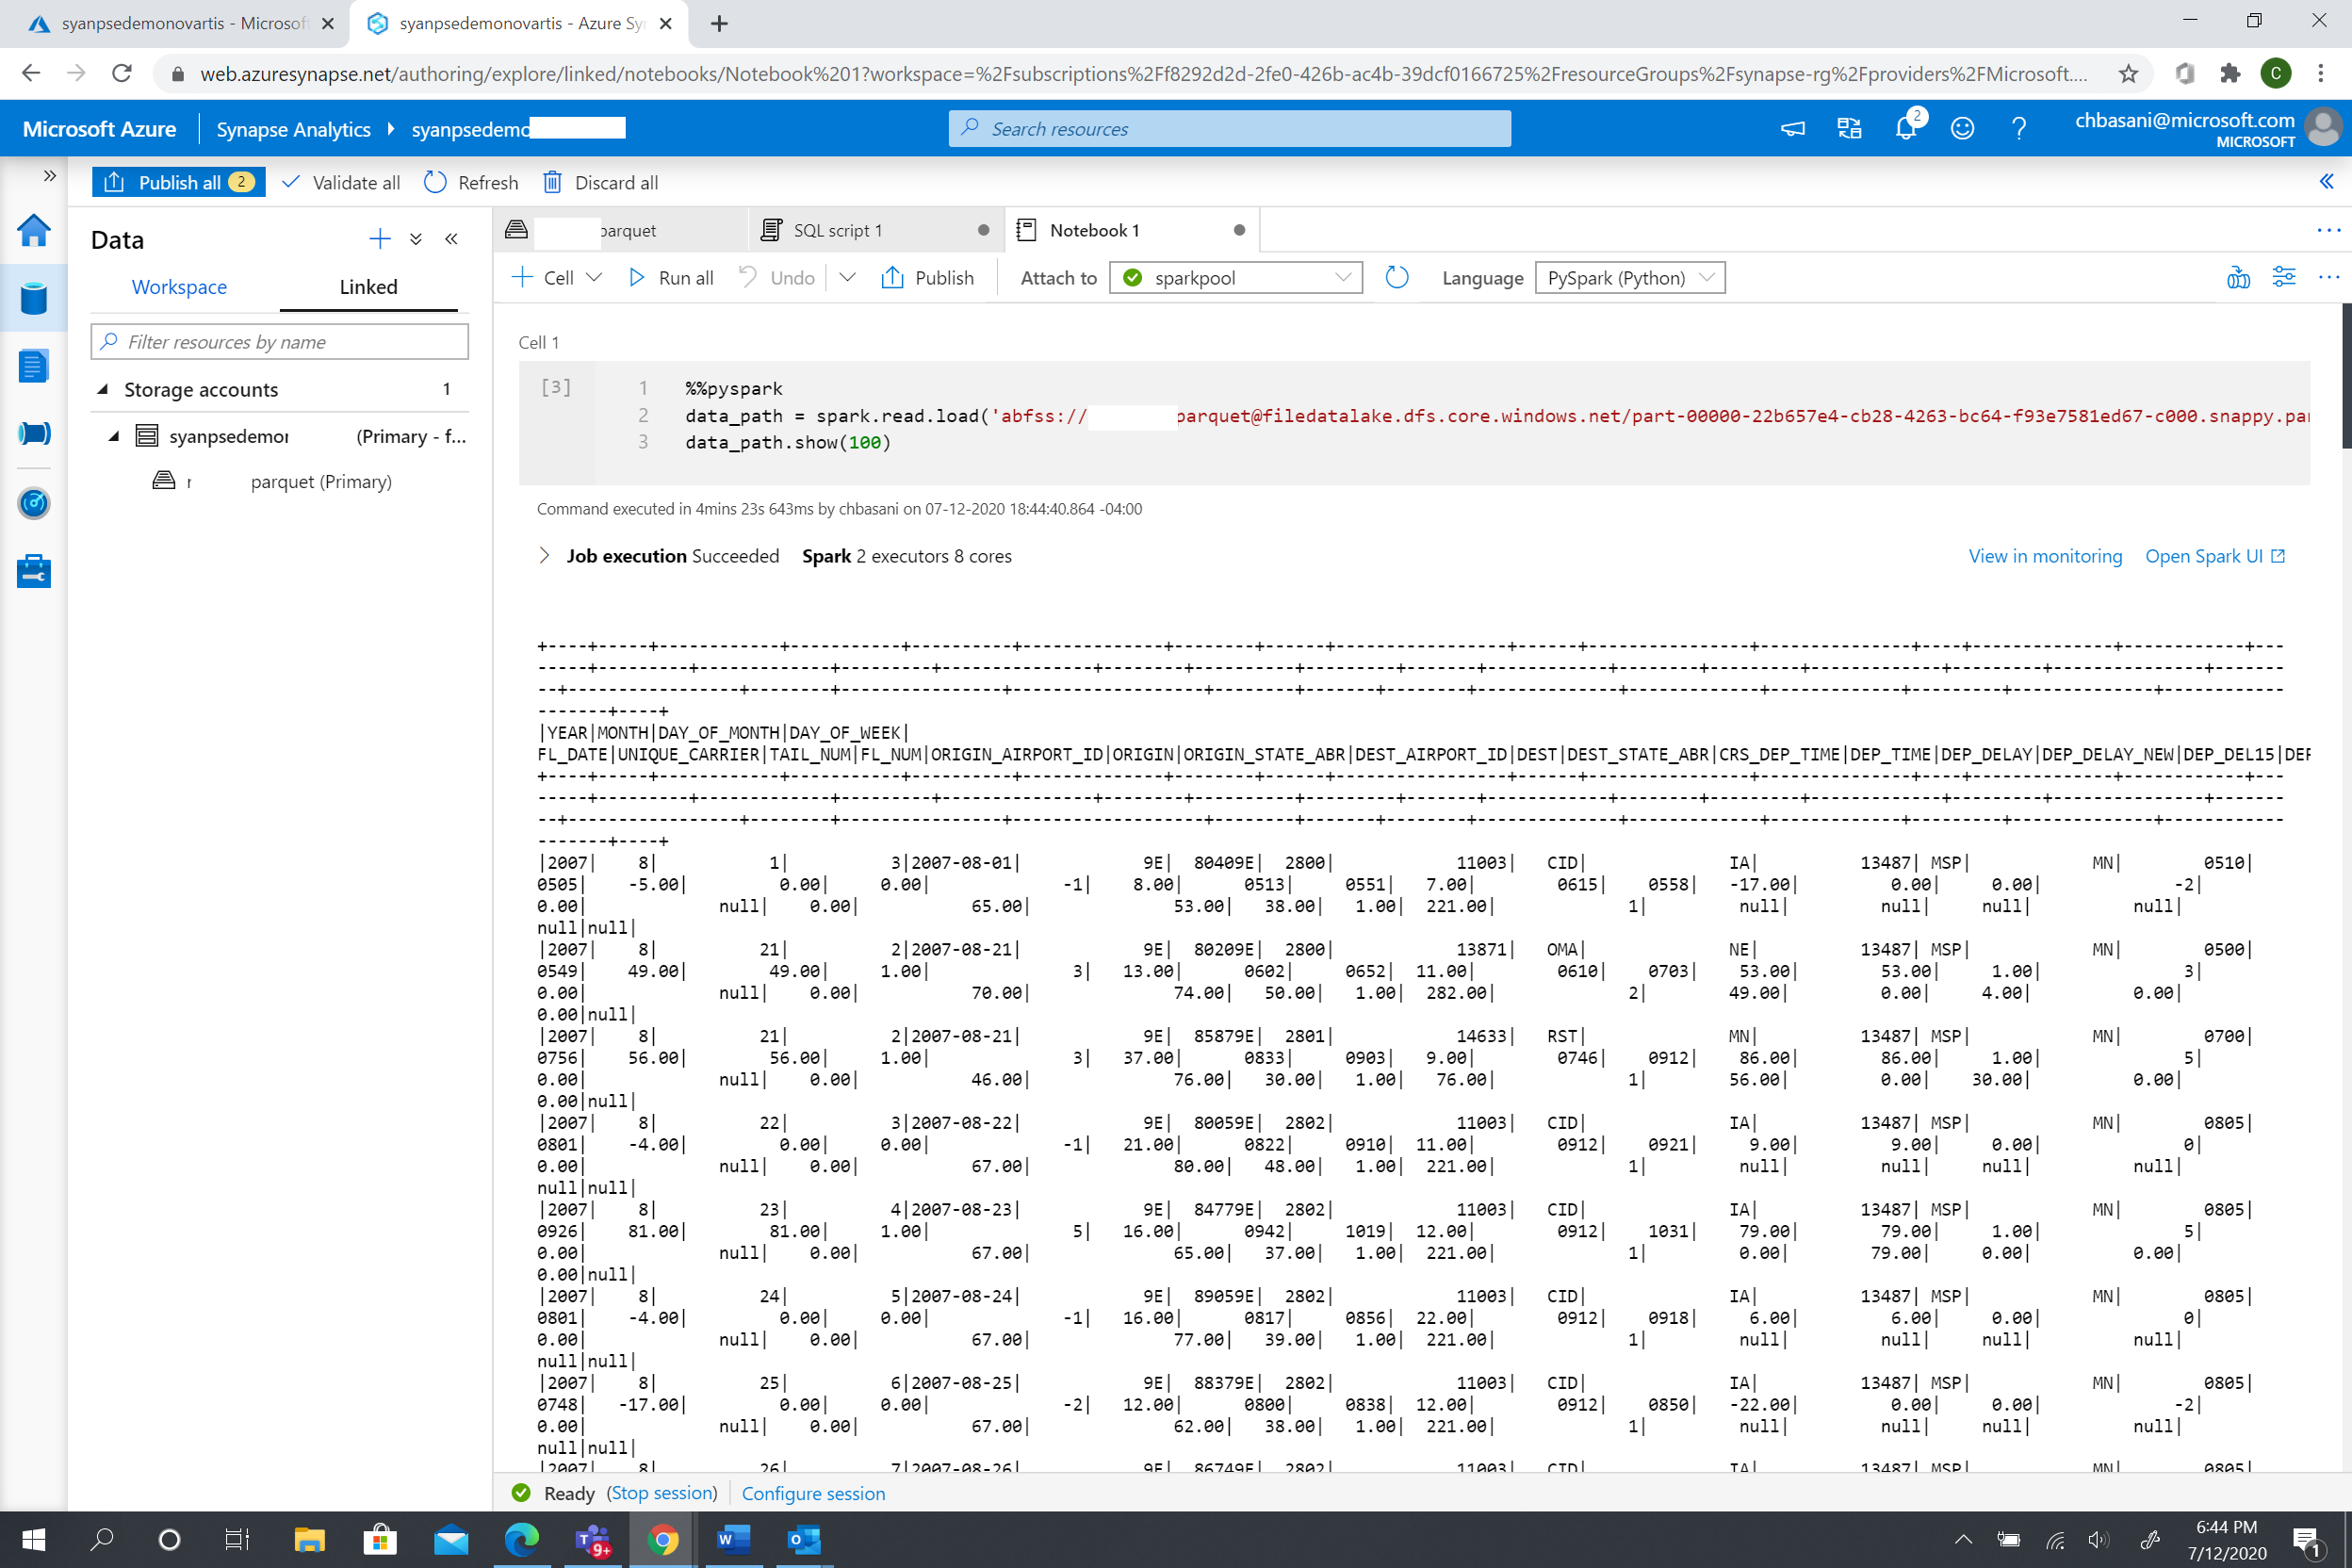 syanpsedemonovartis - Microsof
syanpsedemonovartis - Azure Sy
web.azuresynapse.net/authoring/explore/linked/notebooks/Notebook%201?workspace=%2Fsubscriptions%2Ff8292d2d-2fe0-426b-ac4b-39dcf0166725%2FresourceGroups%2Fsynapse-rg%2Fproviders%2FMicrosoft....
C
Microsoft Azure
Synapse Analytics
syanpsedemo
Search resources
2
?
chbasani@microsoft.com
MICROSOFT
Publish all 2
Validate all
Refresh
Discard all
Data
Workspace
Linked
Filter resources by name
Storage accounts 1
syanpsedemor (Primary - f...
r parquet (Primary)
parquet
SQL script 1
Notebook 1
Cell
Run all
Undo
Publish
Attach to
sparkpool
Language
PySpark (Python)
Cell 1
[3]
1 %%pyspark
2 data_path = spark.read.load('abfss:// parquet@filedatalake.dfs.core.windows.net/part-00000-22b657e4-cb28-4263-bc64-f93e7581ed67-c000.snappy.par
3 data_path.show(100)
Command executed in 4mins 23s 643ms by chbasani on 07-12-2020 18:44:40.864 -04:00
Job execution Succeeded Spark 2 executors 8 cores
View in monitoring
Open Spark UI
+----+-----+------------+-----------+----------+--------------+--------+------+-----------------+------+----------------+---------------+----+--------------+------------+---
-----+---------+-------------+---------+---------------+--------+----------+---------+-------+------------+--------+---------+-------------+---------+---------------+-------
--+-----------------+--------+----------------+-------------------+--------+-------+--------+--------------+-------------+-------------+---------+--------------+------------
-------+----+
|YEAR|MONTH|DAY_OF_MONTH|DAY_OF_WEEK|
FL_DATE|UNIQUE_CARRIER|TAIL_NUM|FL_NUM|ORIGIN_AIRPORT_ID|ORIGIN|ORIGIN_STATE_ABR|DEST_AIRPORT_ID|DEST|DEST_STATE_ABR|CRS_DEP_TIME|DEP_TIME|DEP_DELAY|DEP_DELAY_NEW|DEP_DEL15|DEP
+----+-----+------------+-----------+----------+--------------+--------+------+-----------------+------+----------------+---------------+----+--------------+------------+---
-----+---------+-------------+---------+---------------+--------+----------+---------+-------+------------+--------+---------+-------------+---------+---------------+-------
--+-----------------+--------+----------------+-------------------+--------+-------+--------+--------------+-------------+-------------+---------+--------------+------------
-------+----+
|2007| 8| 1| 3|2007-08-01| 9E| 80409E| 2800| 11003| CID| IA| 13487| MSP| MN| 0510|
0505| -5.00| 0.00| 0.00| -1| 8.00| 0513| 0551| 7.00| 0615| 0558| -17.00| 0.00| 0.00| -2|
0.00| null| 0.00| 65.00| 53.00| 38.00| 1.00| 221.00| 1| null| null| null| null|
null|null|
|2007| 8| 21| 2|2007-08-21| 9E| 80209E| 2800| 13871| OMA| NE| 13487| MSP| MN| 0500|
0549| 49.00| 49.00| 1.00| 3| 13.00| 0602| 0652| 11.00| 0610| 0703| 53.00| 53.00| 1.00| 3|
0.00| null| 0.00| 70.00| 74.00| 50.00| 1.00| 282.00| 2| 49.00| 0.00| 4.00| 0.00|
0.00|null|
|2007| 8| 21| 2|2007-08-21| 9E| 85879E| 2801| 14633| RST| MN| 13487| MSP| MN| 0700|
0756| 56.00| 56.00| 1.00| 3| 37.00| 0833| 0903| 9.00| 0746| 0912| 86.00| 86.00| 1.00| 5|
0.00| null| 0.00| 46.00| 76.00| 30.00| 1.00| 76.00| 1| 56.00| 0.00| 30.00| 0.00|
0.00|null|
|2007| 8| 22| 3|2007-08-22| 9E| 80059E| 2802| 11003| CID| IA| 13487| MSP| MN| 0805|
0801| -4.00| 0.00| 0.00| -1| 21.00| 0822| 0910| 11.00| 0912| 0921| 9.00| 9.00| 0.00| 0|
0.00| null| 0.00| 67.00| 80.00| 48.00| 1.00| 221.00| 1| null| null| null| null|
null|null|
|2007| 8| 23| 4|2007-08-23| 9E| 84779E| 2802| 11003| CID| IA| 13487| MSP| MN| 0805|
0926| 81.00| 81.00| 1.00| 5| 16.00| 0942| 1019| 12.00| 0912| 1031| 79.00| 79.00| 1.00| 5|
0.00| null| 0.00| 67.00| 65.00| 37.00| 1.00| 221.00| 1| 0.00| 79.00| 0.00| 0.00|
0.00|null|
|2007| 8| 24| 5|2007-08-24| 9E| 89059E| 2802| 11003| CID| IA| 13487| MSP| MN| 0805|
0801| -4.00| 0.00| 0.00| -1| 16.00| 0817| 0856| 22.00| 0912| 0918| 6.00| 6.00| 0.00| 0|
0.00| null| 0.00| 67.00| 77.00| 39.00| 1.00| 221.00| 1| null| null| null| null|
null|null|
|2007| 8| 25| 6|2007-08-25| 9E| 88379E| 2802| 11003| CID| IA| 13487| MSP| MN| 0805|
0748| -17.00| 0.00| 0.00| -2| 12.00| 0800| 0838| 12.00| 0912| 0850| -22.00| 0.00| 0.00| -2|
0.00| null| 0.00| 67.00| 62.00| 38.00| 1.00| 221.00| 1| null| null| null| null|
null|null|
|2007| 8| 26| 7|2007-08-26| 9E| 86749E| 2802| 11003| CID| IA| 13487| MSP| MN| 0805|
Ready (Stop session)
Configure session
T 9+
W
O
6:44 PM
7/12/2020
1